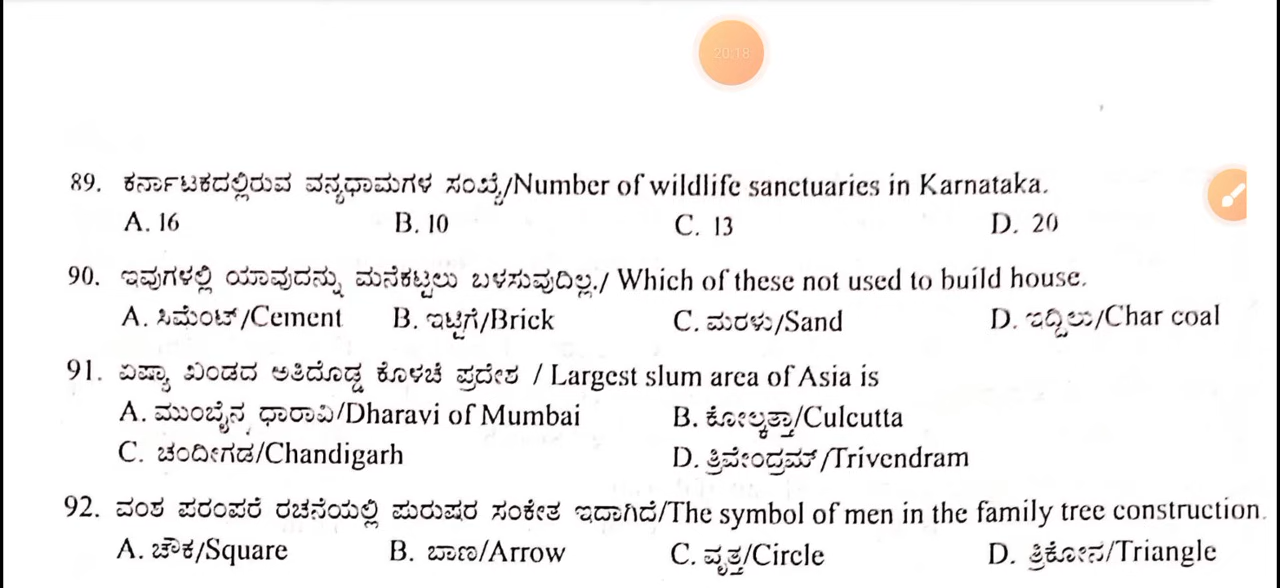 20:18
89. ಕರ್ನಾಟಕದಲ್ಲಿರುವ ವನ್ಯಧಾಮಗಳ ಸಂಖ್ಯೆ/Number of wildlife sanctuaries in Karnataka.
A. 16 B. 10 C. 13 D. 20
90. ಇವುಗಳಲ್ಲಿ ಯಾವುದನ್ನು ಮನೆಕಟ್ಟಲು ಬಳಸುವುದಿಲ್ಲ./ Which of these not used to build house.
A. ಸಿಮೆಂಟ್/Cement B. ಇಟ್ಟಿಗೆ/Brick C. ಮರಳು/Sand D. ಇದ್ದಿಲು/Char coal
91. ಏಷ್ಯಾ ಖಂಡದ ಅತಿದೊಡ್ಡ ಕೊಳಚೆ ಪ್ರದೇಶ / Largest slum area of Asia is
A. ಮುಂಬೈನ ಧಾರಾವಿ/Dharavi of Mumbai B. ಕೋಲ್ಕತ್ತಾ/Culcutta
C. ಚಂದೀಗಡ/Chandigarh D. ತ್ರಿವೇಂದ್ರಮ್/Trivendram
92. ವಂಶ ಪರಂಪರೆ ರಚನೆಯಲ್ಲಿ ಪುರುಷರ ಸಂಕೇತ ಇದಾಗಿದೆ/The symbol of men in the family tree construction.
A. ಚೌಕ/Square B. ಬಾಣ/Arrow C. ವೃತ್ತ/Circle D. ತ್ರಿಕೋನ/Triangle